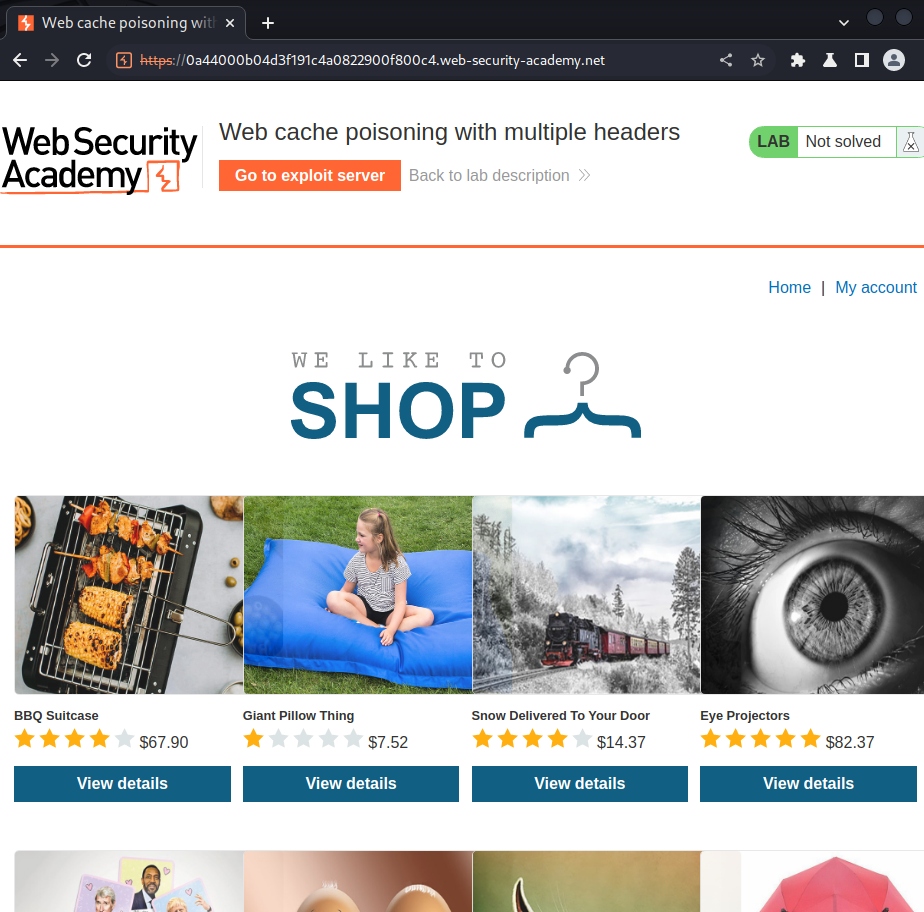 Web cache poisoning wit
https://0a44000b04d3f191c4a0822900f800c4.web-security-academy.net
Web Security Academy
Web cache poisoning with multiple headers
Go to exploit server
Back to lab description
LAB Not solved
Home | My account
WE LIKE TO
SHOP
BBQ Suitcase
$67.90
View details
Giant Pillow Thing
$7.52
View details
Snow Delivered To Your Door
$14.37
View details
Eye Projectors
$82.37
View details